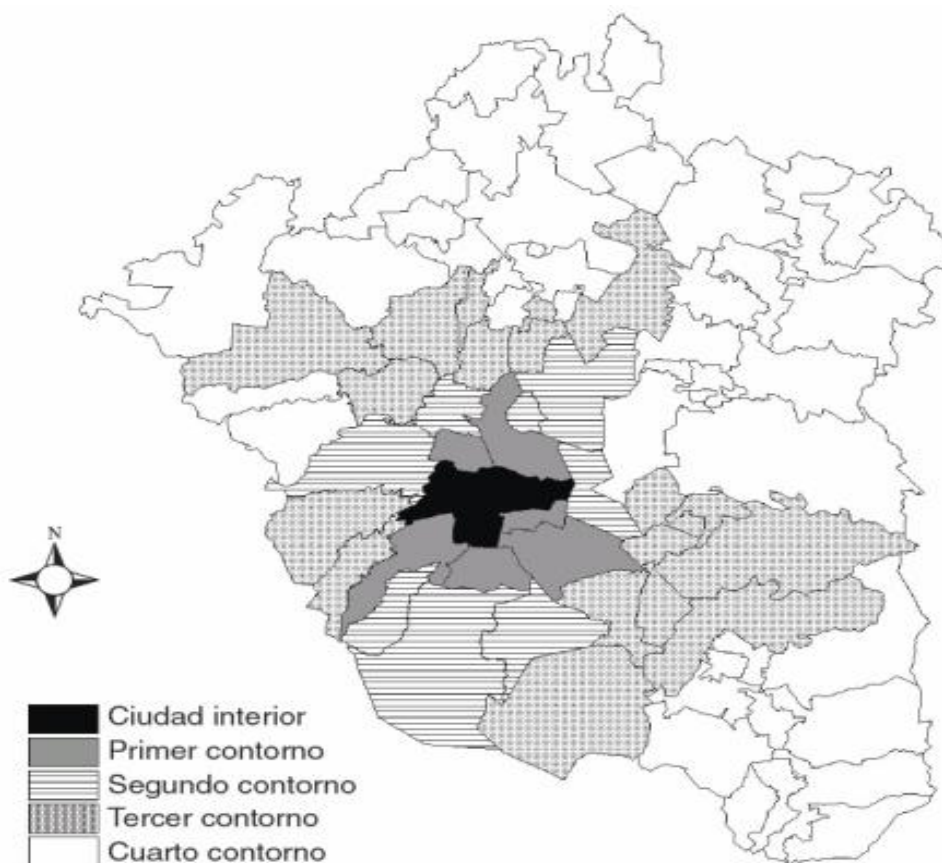 N
Ciudad interior
Primer contorno
Segundo contorno
Tercer contorno
Cuarto contorno